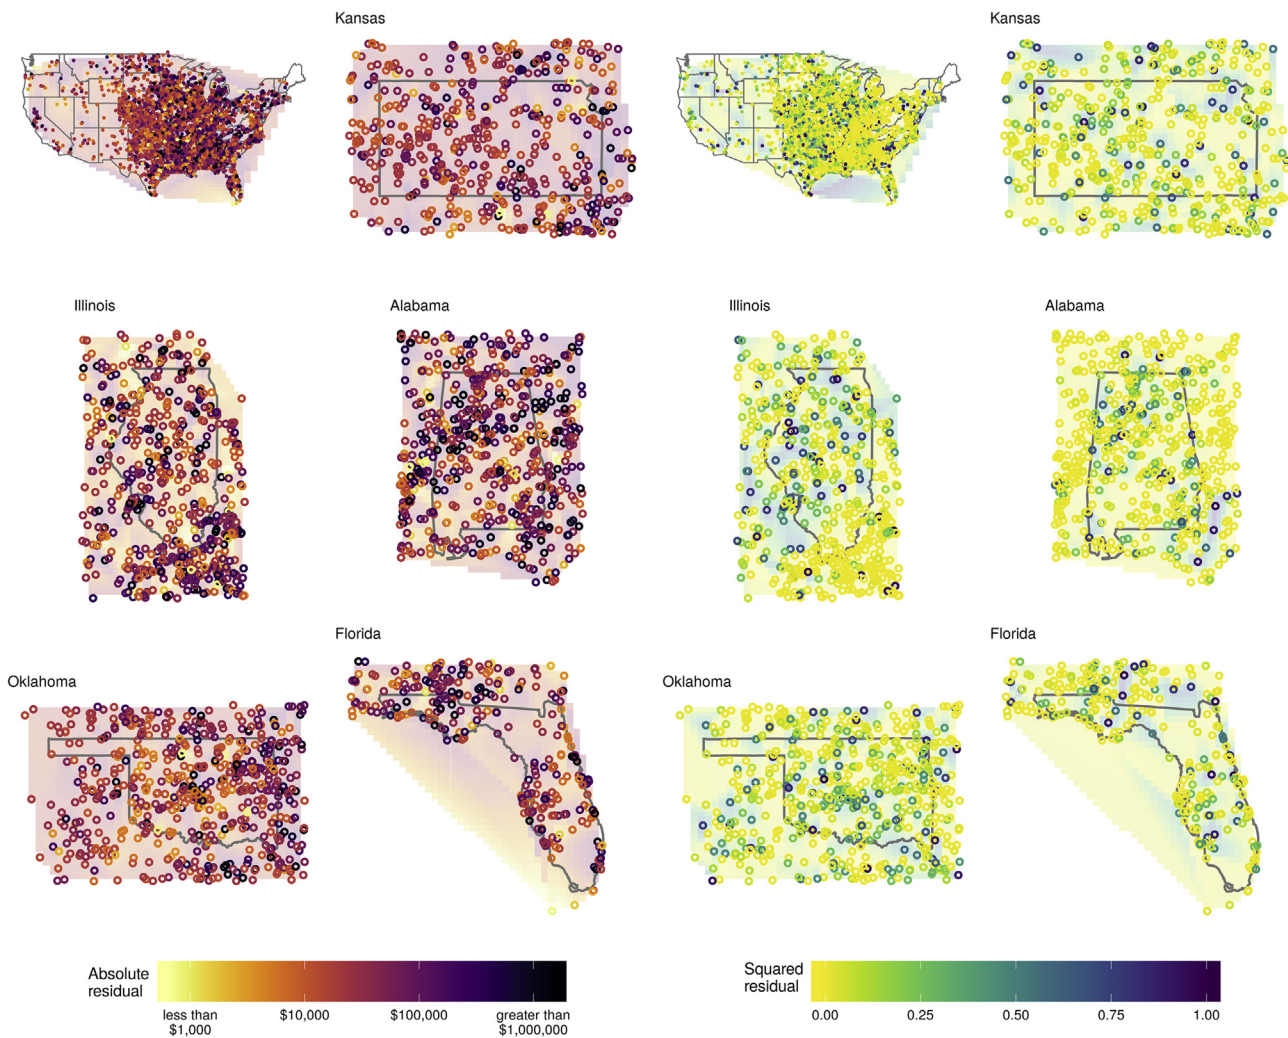 Kansas
Kansas
Illinois
Alabama
Illinois
Alabama
Florida
Florida
Oklahoma
Oklahoma
Absolute
residual
less than
$1,000
$10,000
$100,000
greater than
$1,000,000
Squared
residual
0.00
0.25
0.50
0.75
1.00